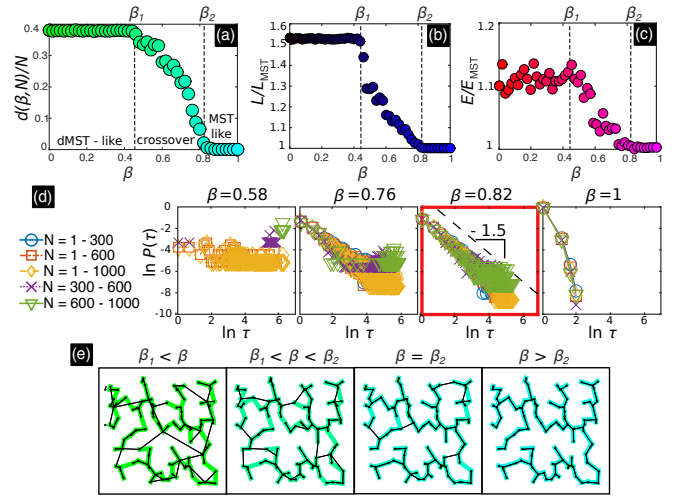 β1 β2 β1 β2 β1 β2
d(β,N)/N
0.4
0.2
0
(a)
dMST - like
crossover
MST-
like
0 0.2 0.4 0.6 0.8 1
β
L/LMST
1.6
1.5
1.4
1.3
1.2
1.1
1
(b)
0 0.2 0.4 0.6 0.8 1
β
E/EMST
1.2
1.1
1
(c)
0 0.2 0.4 0.6 0.8 1
β
(d)
β=0.58 β=0.76 β=0.82 β=1
N = 1 - 300
N = 1 - 600
N = 1 - 1000
N = 300 - 600
N = 600 - 1000
ln P(τ)
0
-2
-4
-6
-8
-10
- 1.5
0 2 4 6 0 2 4 6 0 2 4 6 0 2 4 6
ln τ ln τ ln τ ln τ
(e)
β1 < β β1 < β < β2 β = β2 β > β2